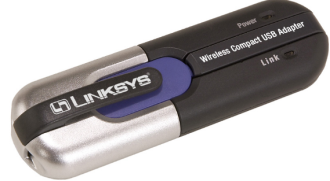 Power
Wireless Compact USB Adapter
Link
LINKSYS®